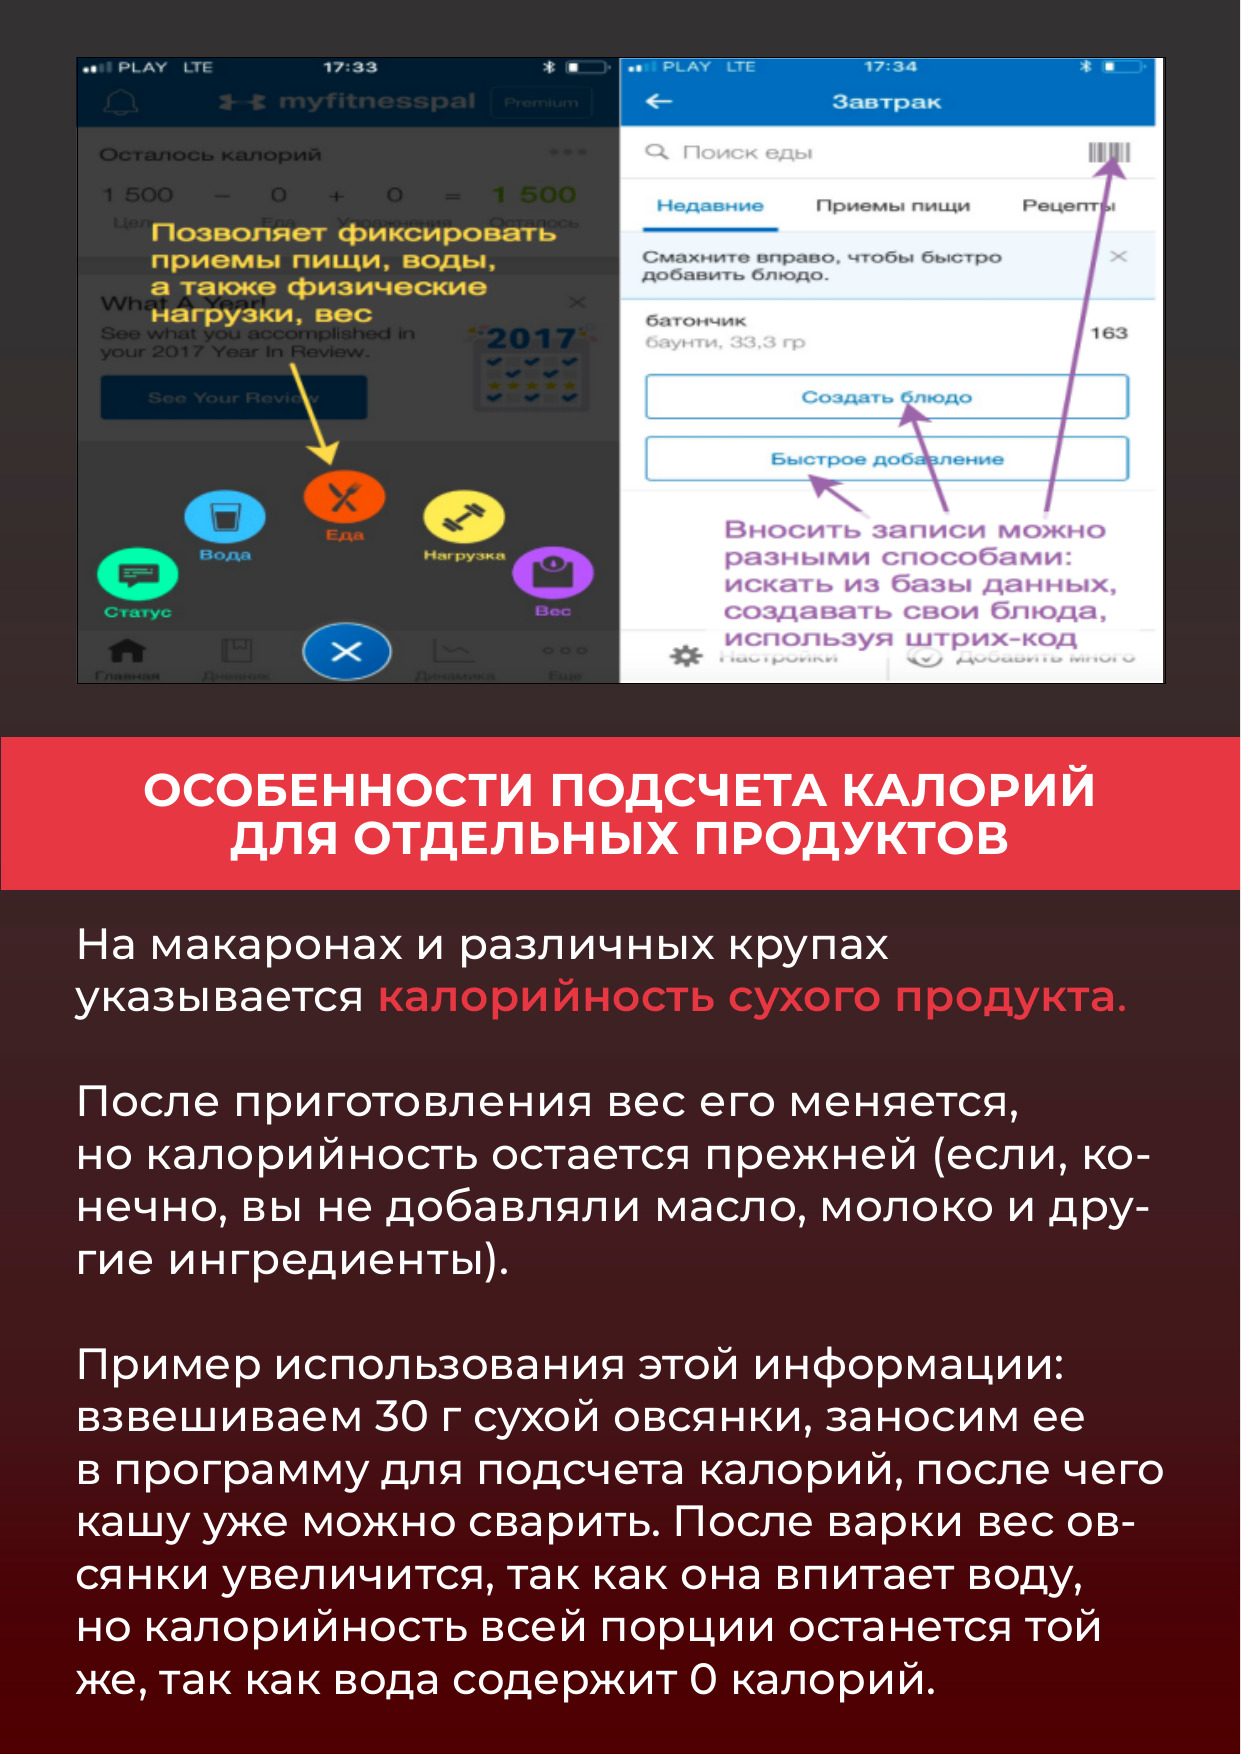 PLAY LTE 17:33
myfitnesspal Premium
Осталось калорий
1 500 − 0 + 0 = 1 500
Цель Еда Упражнения Осталось
Позволяет фиксировать
приемы пищи, воды,
а также физические
нагрузки, вес
What A Year!
See what you accomplished in
your 2017 Year In Review.
2017
See Your Review
Еда
Вода
Нагрузка
Статус
Вес
Главная Дневник Динамика Еще
PLAY LTE 17:34
Завтрак
Поиск еды
Недавние Приемы пищи Рецепты
Смахните вправо, чтобы быстро
добавить блюдо.
батончик
баунти, 33,3 гр
163
Создать блюдо
Быстрое добавление
Вносить записи можно
разными способами:
искать из базы данных,
создавать свои блюда,
используя штрих-код
Настройки Добавить много
ОСОБЕННОСТИ ПОДСЧЕТА КАЛОРИЙ
ДЛЯ ОТДЕЛЬНЫХ ПРОДУКТОВ
На макаронах и различных крупах
указывается калорийность сухого продукта.
После приготовления вес его меняется,
но калорийность остается прежней (если, ко-
нечно, вы не добавляли масло, молоко и дру-
гие ингредиенты).
Пример использования этой информации:
взвешиваем 30 г сухой овсянки, заносим ее
в программу для подсчета калорий, после чего
кашу уже можно сварить. После варки вес ов-
сянки увеличится, так как она впитает воду,
но калорийность всей порции останется той
же, так как вода содержит 0 калорий.